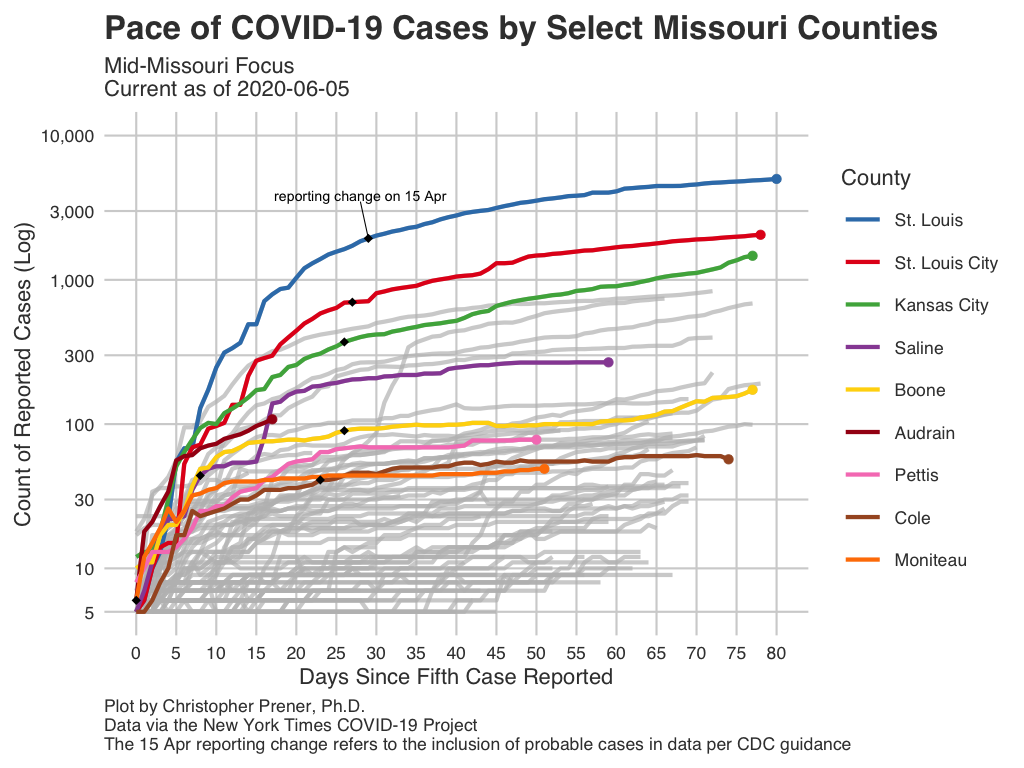 Pace of COVID-19 Cases by Select Missouri Counties
Mid-Missouri Focus
Current as of 2020-06-05
Count of Reported Cases (Log)
10,000
3,000
1,000
300
100
30
10
5
reporting change on 15 Apr
0 5 10 15 20 25 30 35 40 45 50 55 60 65 70 75 80
Days Since Fifth Case Reported
County
St. Louis
St. Louis City
Kansas City
Saline
Boone
Audrain
Pettis
Cole
Moniteau
Plot by Christopher Prener, Ph.D.
Data via the New York Times COVID-19 Project
The 15 Apr reporting change refers to the inclusion of probable cases in data per CDC guidance